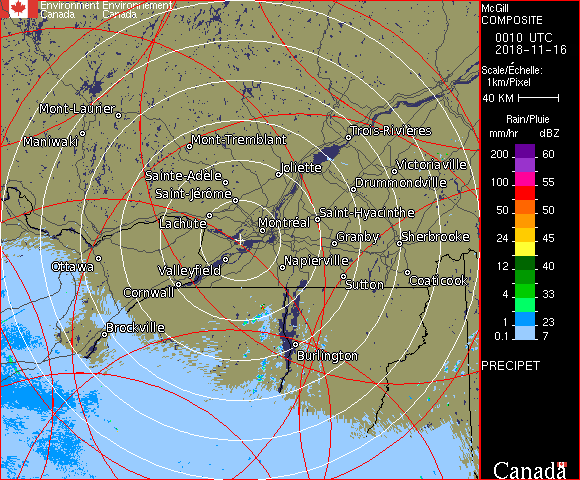 Environment Environnement
Canada Canada
McGill
COMPOSITE
0010 UTC
2018-11-16
Scale/Échelle:
1km/Pixel
40 KM
Rain/Pluie
mm/hr dBZ
200 60
150 57
100 55
50 50
24 45
12 40
4 33
1 23
0.1 7
PRECIPET
Canada
Mont-Laurier
Maniwaki
Mont-Tremblant
Trois-Rivières
Joliette
Victoriaville
Sainte-Adèle
Drummondville
Saint-Jérôme
Lachute
Saint-Hyacinthe
Montréal
Granby
Sherbrooke
Ottawa
Valleyfield
Napierville
Cornwall
Sutton
Coaticook
Brockville
Burlington